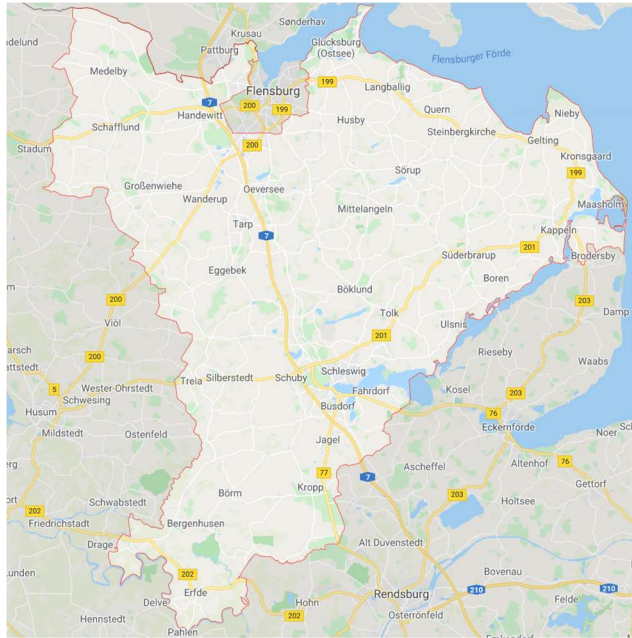 Sønderhav
Krusau
delund
Pattburg
Glücksburg
(Ostsee)
Flensburger Förde
Medelby
Flensburg
199
Langballig
7
200
199
Handewitt
Quern
Nieby
Schafflund
Husby
Steinbergkirche
Gelting
Stadum
200
Kronsgaard
Sörup
199
Großenwiehe
Oeversee
Wanderup
Maasholm
Mittelangeln
Tarp
7
Kappeln
201
Süderbrarup
Brodersby
Eggebek
Boren
m
Böklund
200
203
Tolk
Damp
Viöl
Ulsnis
201
arsch
Rieseby
200
Waabs
attstedt
Schleswig
Treia
Silberstedt
Schuby
5
Wester-Ohrstedt
Fahrdorf
Kosel
203
Schwesing
Husum
Busdorf
76
Eckernförde
Mildstedt
Ostenfeld
Jagel
Noer
Sc
rg
Altenhof
76
Ascheffel
77
7
Gettorf
Börm
Kropp
203
ort
Schwabstedt
Holtsee
202
Friedrichstadt
Bergenhusen
Drage
Alt Duvenstedt
unden
202
Bovenau
210
210
Erfde
Rendsburg
Delve
Hohn
Felde
202
Osterrönfeld
Hennstedt
Pahlen